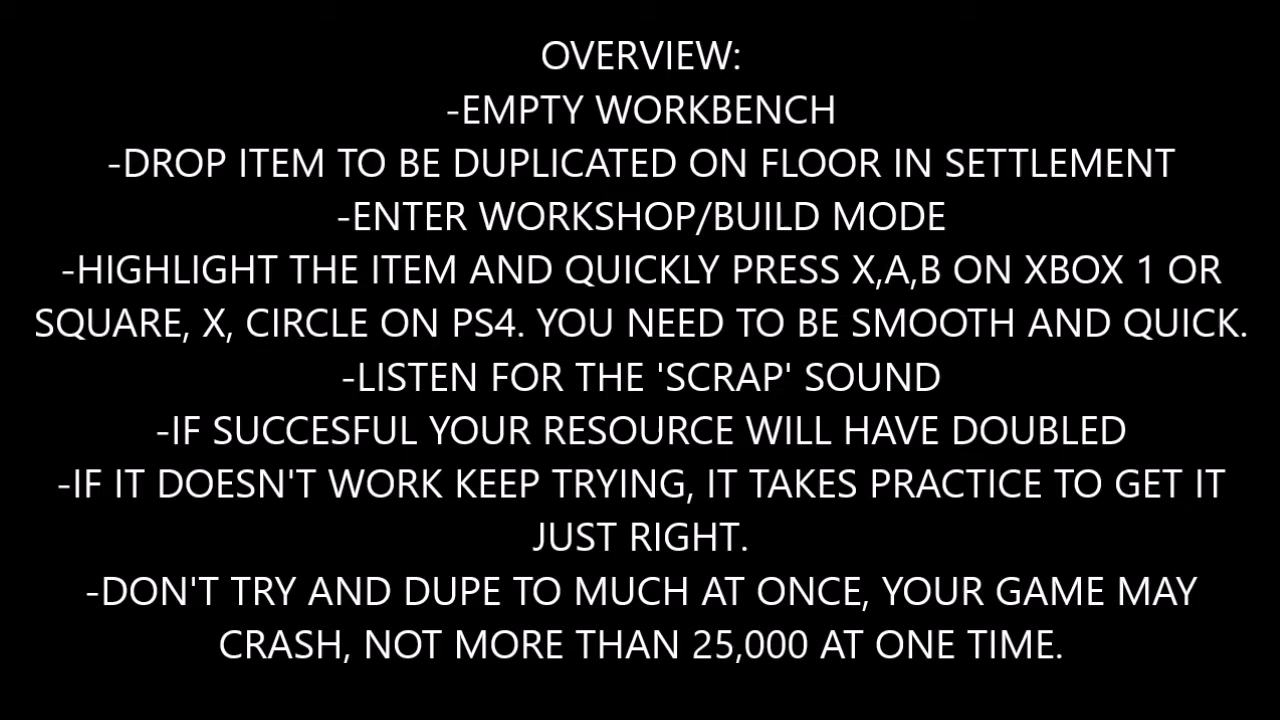 OVERVIEW:
-EMPTY WORKBENCH
-DROP ITEM TO BE DUPLICATED ON FLOOR IN SETTLEMENT
-ENTER WORKSHOP/BUILD MODE
-HIGHLIGHT THE ITEM AND QUICKLY PRESS X,A,B ON XBOX 1 OR
SQUARE, X, CIRCLE ON PS4. YOU NEED TO BE SMOOTH AND QUICK.
-LISTEN FOR THE 'SCRAP' SOUND
-IF SUCCESFUL YOUR RESOURCE WILL HAVE DOUBLED
-IF IT DOESN'T WORK KEEP TRYING, IT TAKES PRACTICE TO GET IT
JUST RIGHT.
-DON'T TRY AND DUPE TO MUCH AT ONCE, YOUR GAME MAY
CRASH, NOT MORE THAN 25,000 AT ONE TIME.